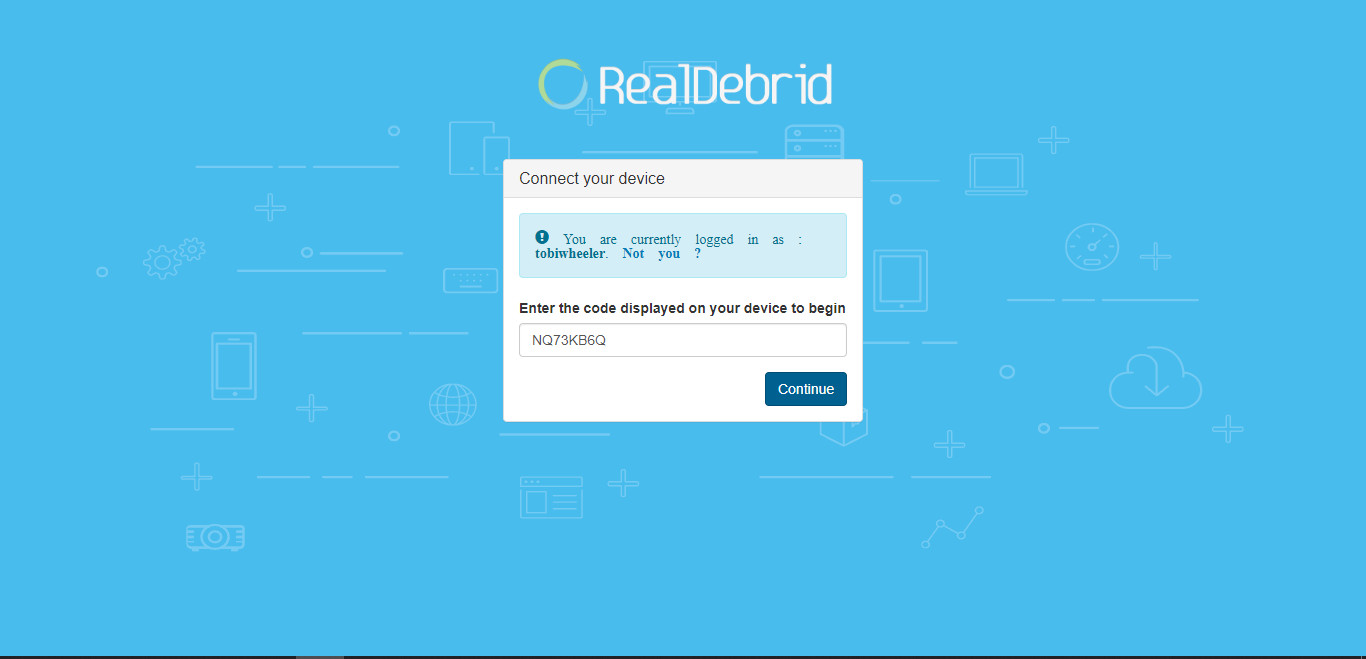 RealDebrid
Connect your device
You are currently logged in as :
tobiwheeler. Not you ?
Enter the code displayed on your device to begin
NQ73KB6Q
Continue